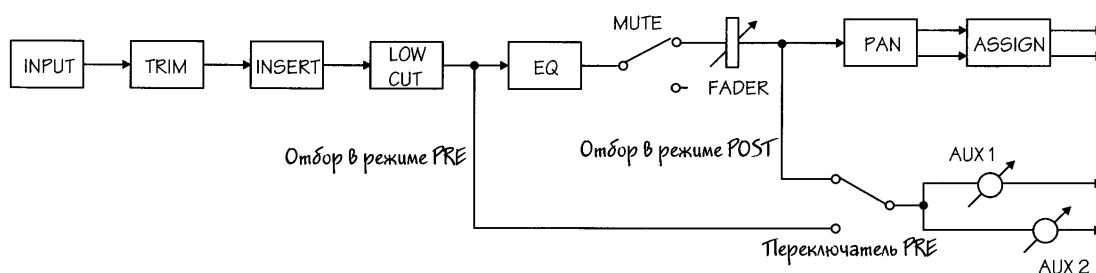 INPUT
TRIM
INSERT
LOW
CUT
EQ
MUTE
FADER
PAN
ASSIGN
Отбор в режиме PRE
Отбор в режиме POST
AUX 1
Переключатель PRE
AUX 2